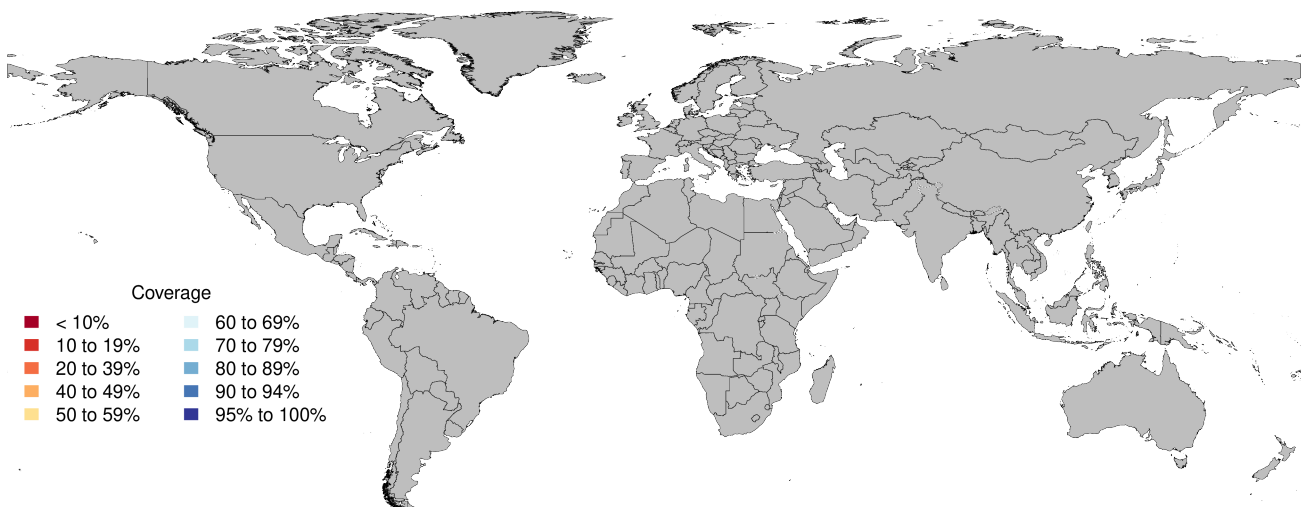 Coverage
< 10%
10 to 19%
20 to 39%
40 to 49%
50 to 59%
60 to 69%
70 to 79%
80 to 89%
90 to 94%
95% to 100%